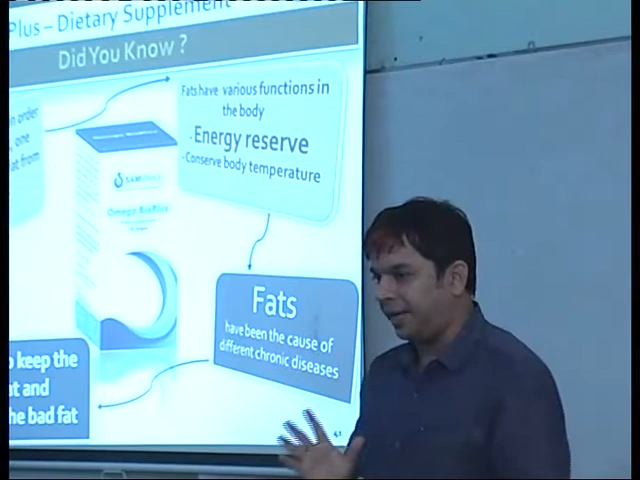 Plus – Dietary Supplement
Did You Know ?
n order
, one
at from
Fats have various functions in
the body
- Energy reserve
- Conserve body temperature
Omega BioPlus
Fats
have been the cause of
different chronic diseases
o keep the
at and
he bad fat
41